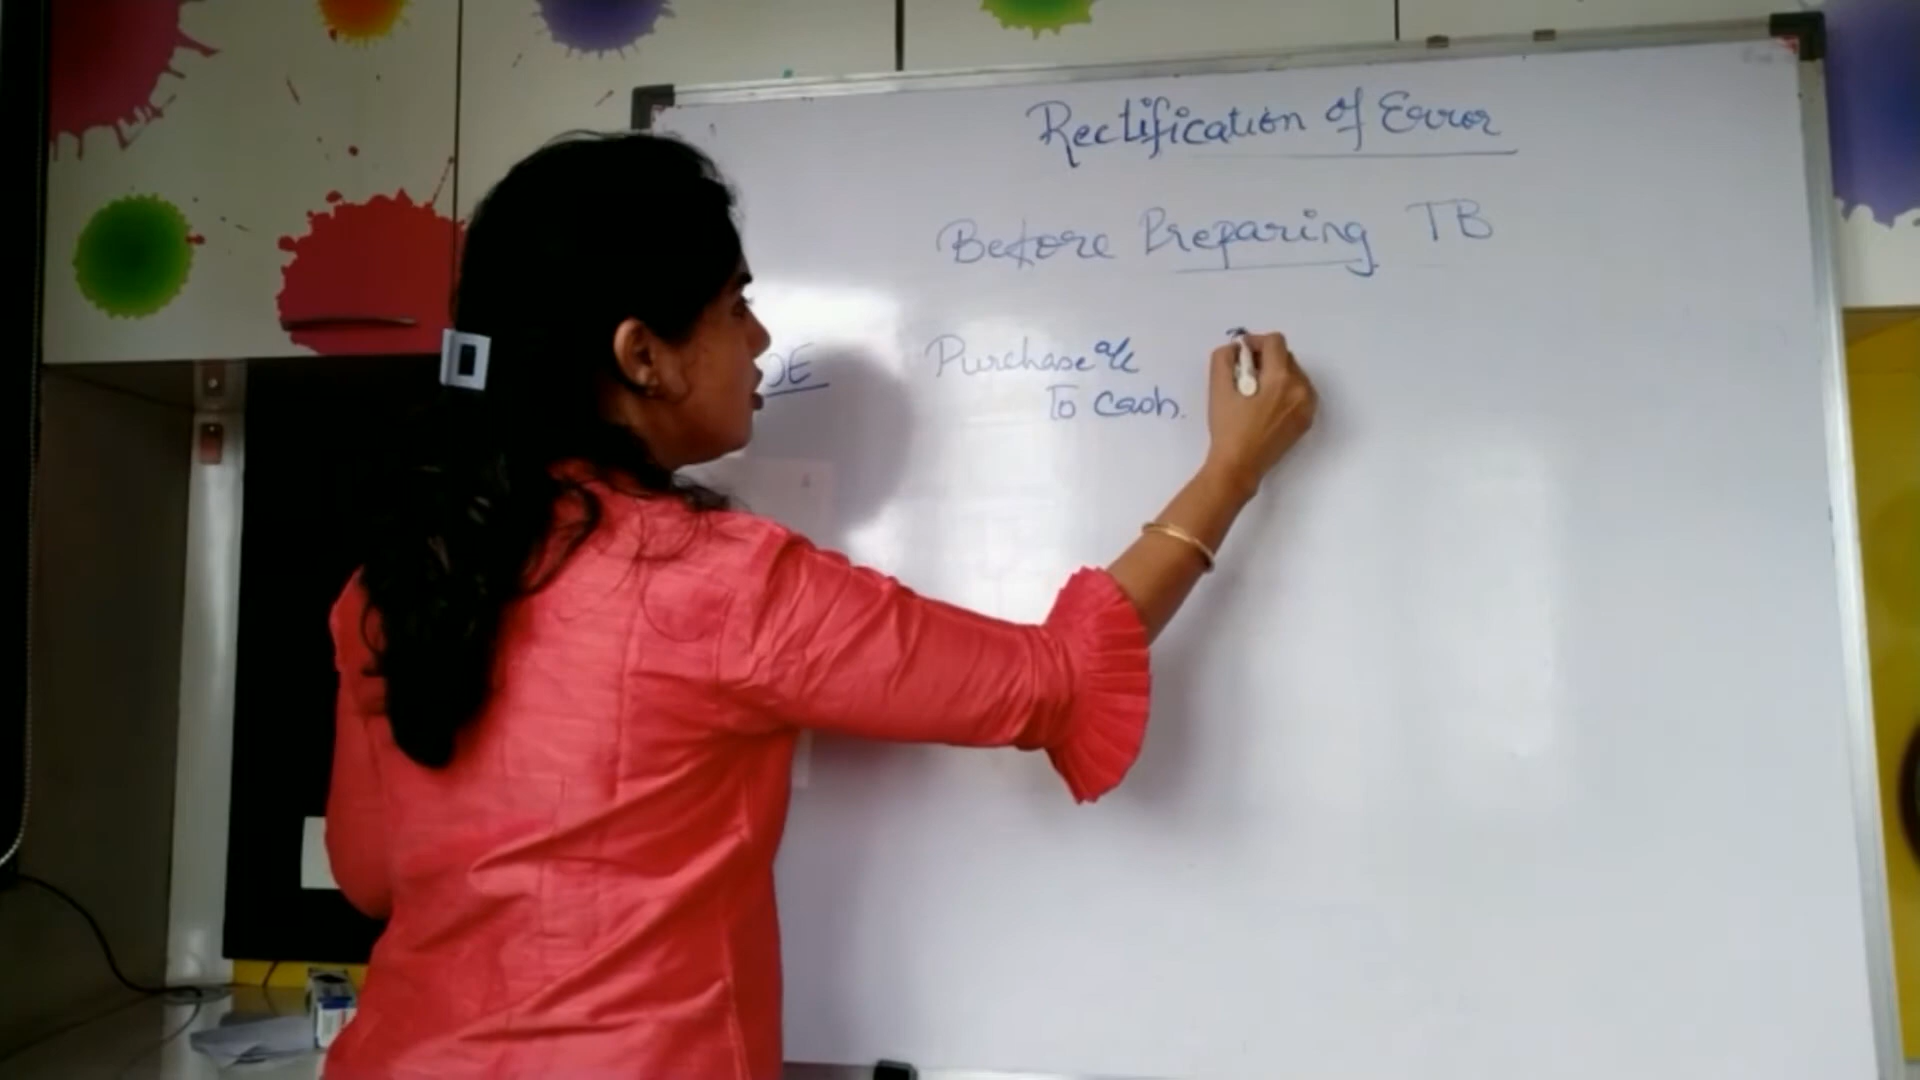 Rectification of Error
Before Preparing TB
Purchase a/c
To Cash.